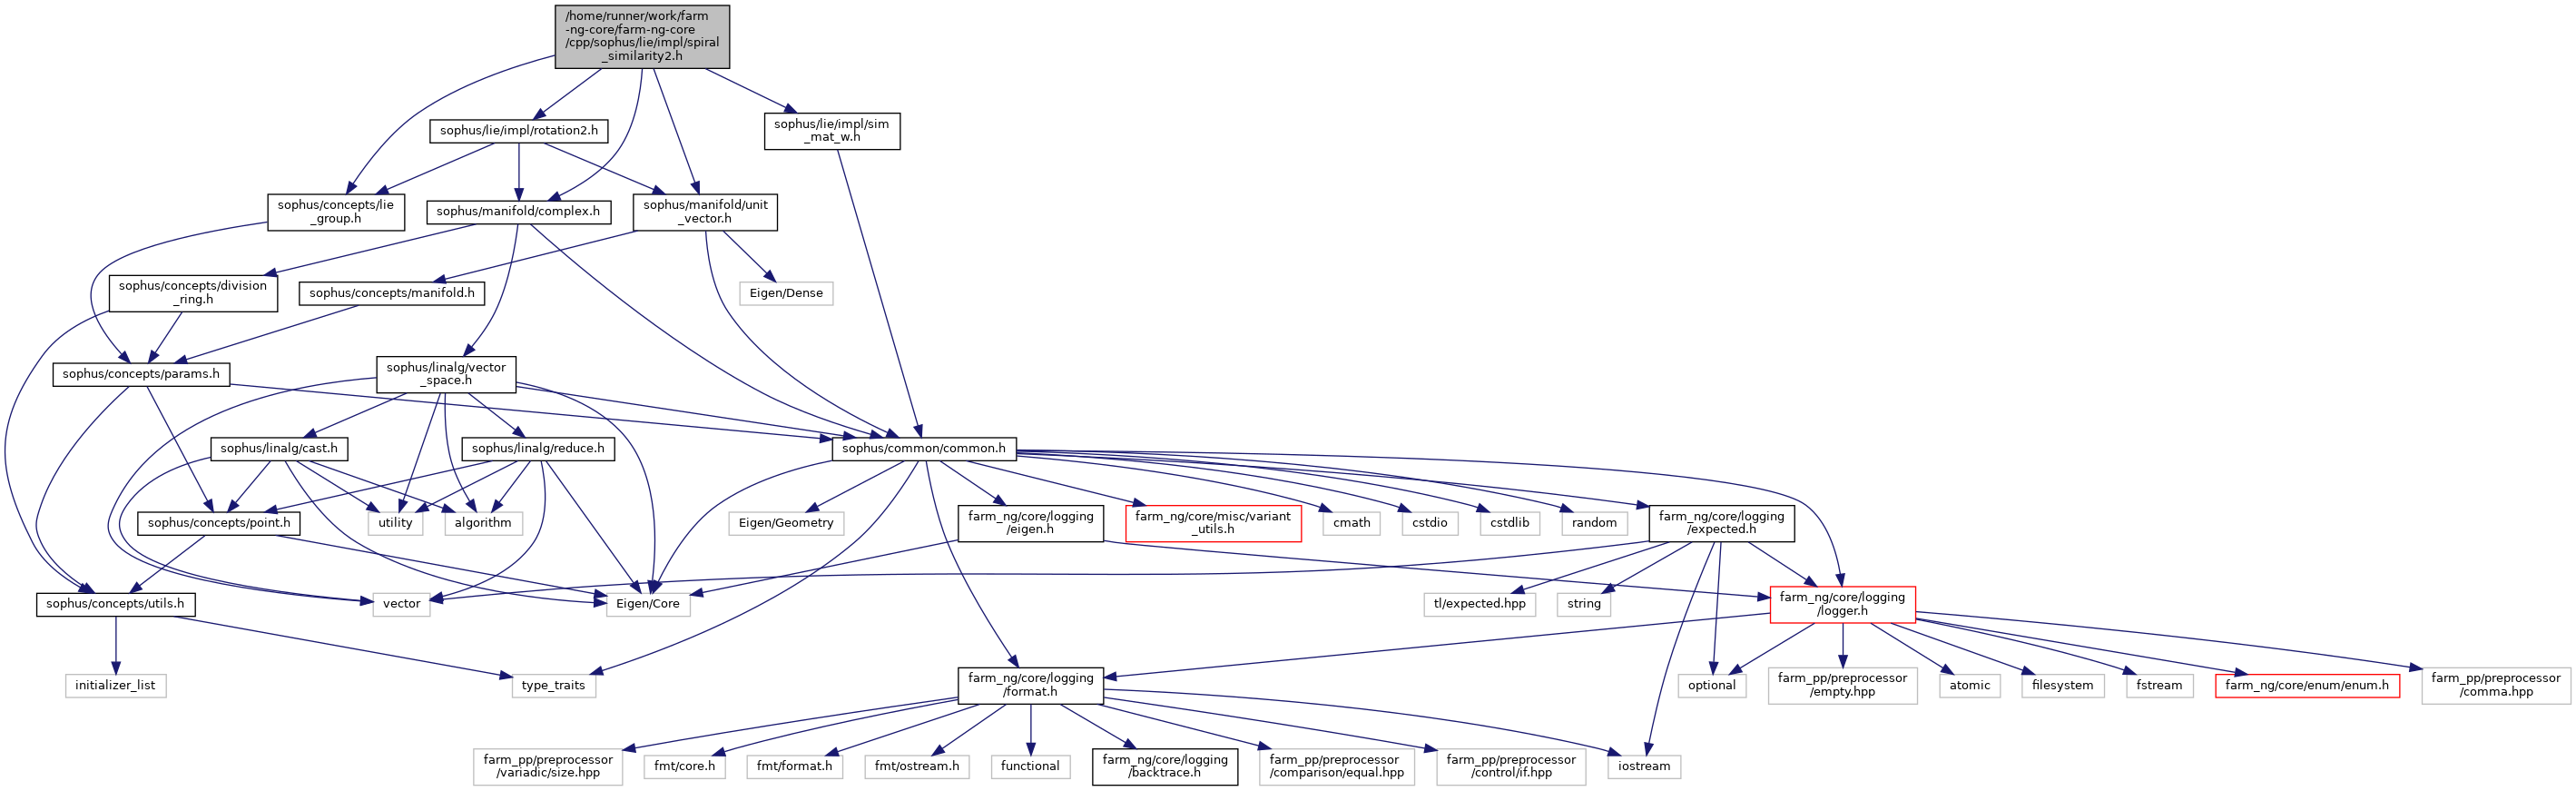 /home/runner/work/farm
-ng-core/farm-ng-core
/cpp/sophus/lie/impl/spiral
_similarity2.h
sophus/lie/impl/rotation2.h
sophus/lie/impl/sim
_mat_w.h
sophus/concepts/lie
_group.h
sophus/manifold/complex.h
sophus/manifold/unit
_vector.h
sophus/concepts/division
_ring.h
sophus/concepts/manifold.h
Eigen/Dense
sophus/concepts/params.h
sophus/linalg/vector
_space.h
sophus/linalg/cast.h
sophus/linalg/reduce.h
sophus/common/common.h
sophus/concepts/point.h
utility
algorithm
Eigen/Geometry
farm_ng/core/logging
/eigen.h
farm_ng/core/misc/variant
_utils.h
cmath
cstdio
cstdlib
random
farm_ng/core/logging
/expected.h
sophus/concepts/utils.h
vector
Eigen/Core
tl/expected.hpp
string
farm_ng/core/logging
/logger.h
initializer_list
type_traits
farm_ng/core/logging
/format.h
optional
farm_pp/preprocessor
/empty.hpp
atomic
filesystem
fstream
farm_ng/core/enum/enum.h
farm_pp/preprocessor
/comma.hpp
farm_pp/preprocessor
/variadic/size.hpp
fmt/core.h
fmt/format.h
fmt/ostream.h
functional
farm_ng/core/logging
/backtrace.h
farm_pp/preprocessor
/comparison/equal.hpp
farm_pp/preprocessor
/control/if.hpp
iostream